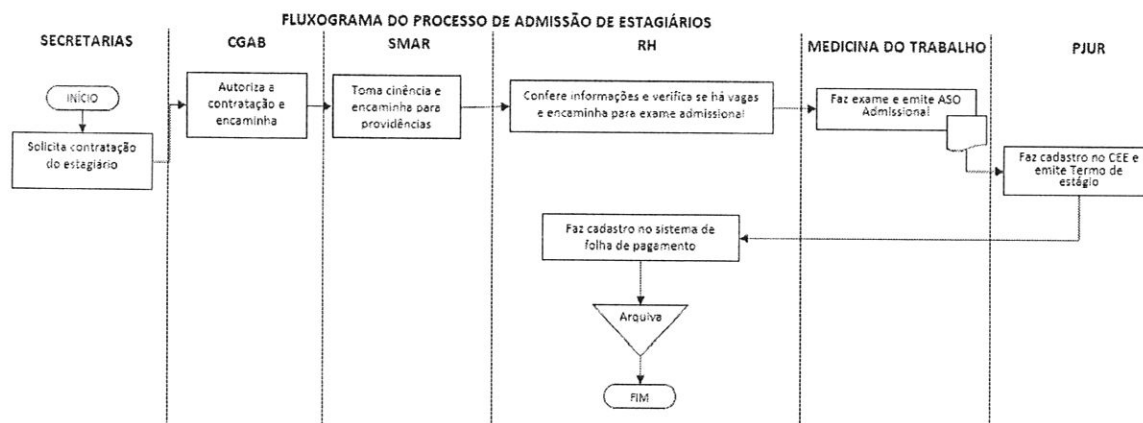 FLUXOGRAMA DO PROCESSO DE ADMISSÃO DE ESTAGIÁRIOS
SECRETARIAS
CGAB
SMAR
RH
MEDICINA DO TRABALHO
PJUR
INÍCIO
Solicita contratação
do estagiário
Autoriza a
contratação e
encaminha
Toma cinência e
encaminha para
providências
Confere informações e verifica se há vagas
e encaminha para exame admissional
Faz exame e emite ASO
Admissional
Faz cadastro no CEE e
emite Termo de
estágio
Faz cadastro no sistema de
folha de pagamento
Arquiva
FIM